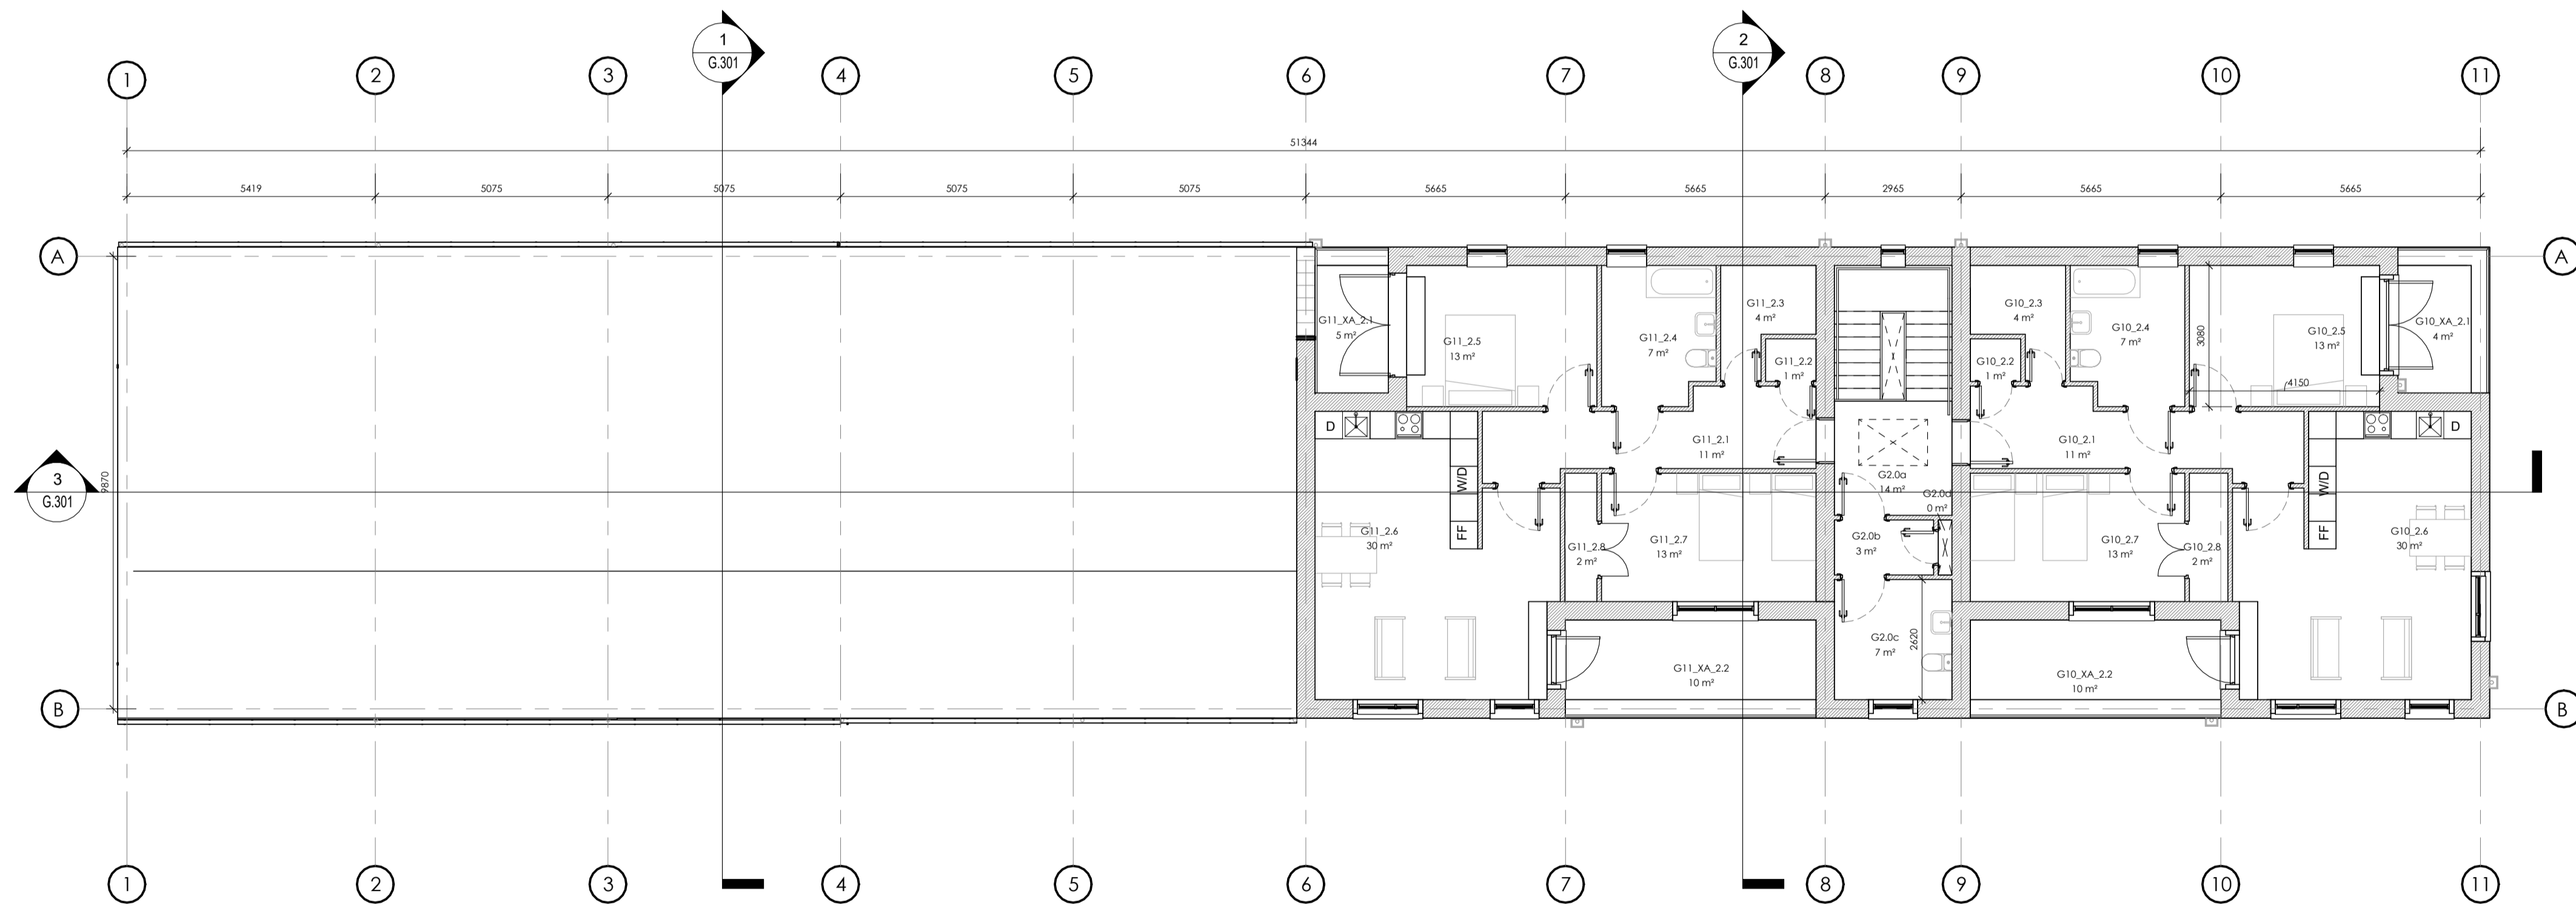 1
G.301
2
G.301
1
2
3
4
5
6
7
8
9
10
11
51344
5419
5075
5075
5075
5075
5665
5665
2965
5665
5665
A
A
G11_XA_2.1
5 m²
G11_2.5
13 m²
G11_2.4
7 m²
G11_2.3
4 m²
G11_2.2
1 m²
G10_2.3
4 m²
G10_2.2
1 m²
G10_2.4
7 m²
3080
G10_2.5
13 m²
G10_XA_2.1
4 m²
4150
D
G11_2.1
11 m²
G10_2.1
11 m²
D
3
G.301
9870
W/D
FF
G2.0a
14 m²
G2.0d
0 m²
W/D
FF
G11_2.6
30 m²
G11_2.8
2 m²
G11_2.7
13 m²
G2.0b
3 m²
G10_2.7
13 m²
G10_2.8
2 m²
G10_2.6
30 m²
G11_XA_2.2
10 m²
G2.0c
7 m²
2620
G10_XA_2.2
10 m²
B
B
1
2
3
4
5
6
7
8
9
10
11